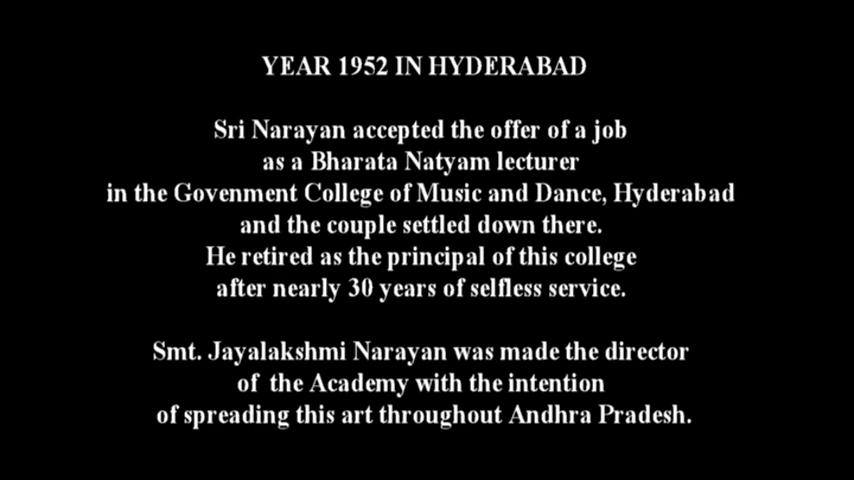 YEAR 1952 IN HYDERABAD
Sri Narayan accepted the offer of a job
as a Bharata Natyam lecturer
in the Govenment College of Music and Dance, Hyderabad
and the couple settled down there.
He retired as the principal of this college
after nearly 30 years of selfless service.
Smt. Jayalakshmi Narayan was made the director
of the Academy with the intention
of spreading this art throughout Andhra Pradesh.